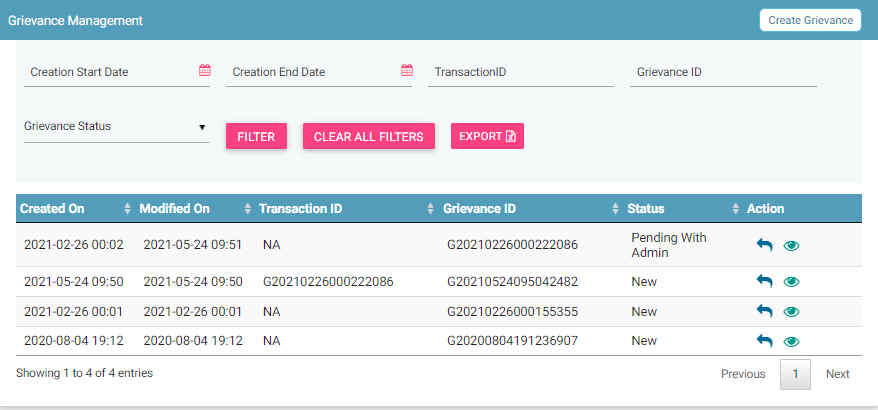 Grievance Management
Create Grievance
Creation Start Date
Creation End Date
TransactionID
Grievance ID
Grievance Status
FILTER
CLEAR ALL FILTERS
EXPORT
Created On Modified On Transaction ID Grievance ID Status Action
2021-02-26 00:02 2021-05-24 09:51 NA G20210226000222086 Pending With
Admin
2021-05-24 09:50 2021-05-24 09:50 G20210226000222086 G20210524095042482 New
2021-02-26 00:01 2021-02-26 00:01 NA G20210226000155355 New
2020-08-04 19:12 2020-08-04 19:12 NA G20200804191236907 New
Showing 1 to 4 of 4 entries
Previous 1 Next